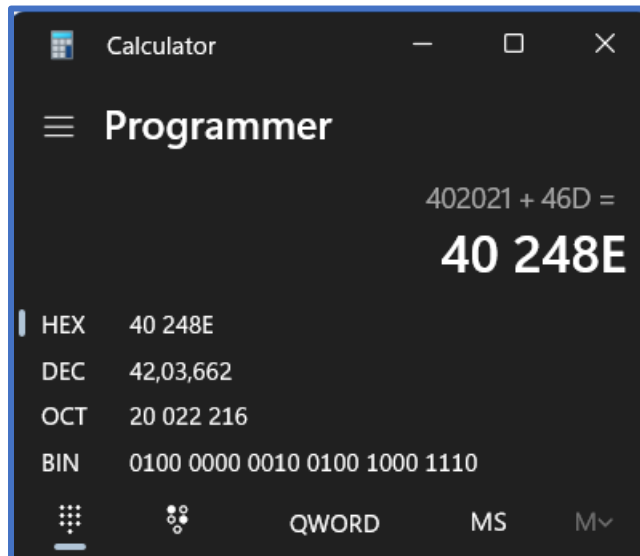 Calculator
Programmer
402021 + 46D =
40 248E
HEX 40 248E
DEC 42,03,662
OCT 20 022 216
BIN 0100 0000 0010 0100 1000 1110
QWORD MS M